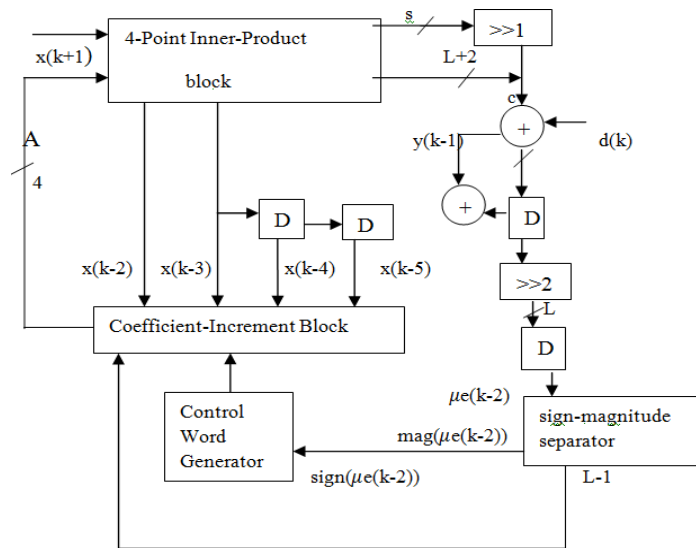 s
>>1
4-Point Inner-Product
block
x(k+1)
L+2
c
+
y(k-1)
d(k)
A
4
+
D
D
D
x(k-2)
x(k-3)
x(k-4)
x(k-5)
>>2
L
Coefficient-Increment Block
D
μe(k-2)
Control
Word
Generator
sign-magnitude
separator
mag(μe(k-2))
sign(μe(k-2))
L-1